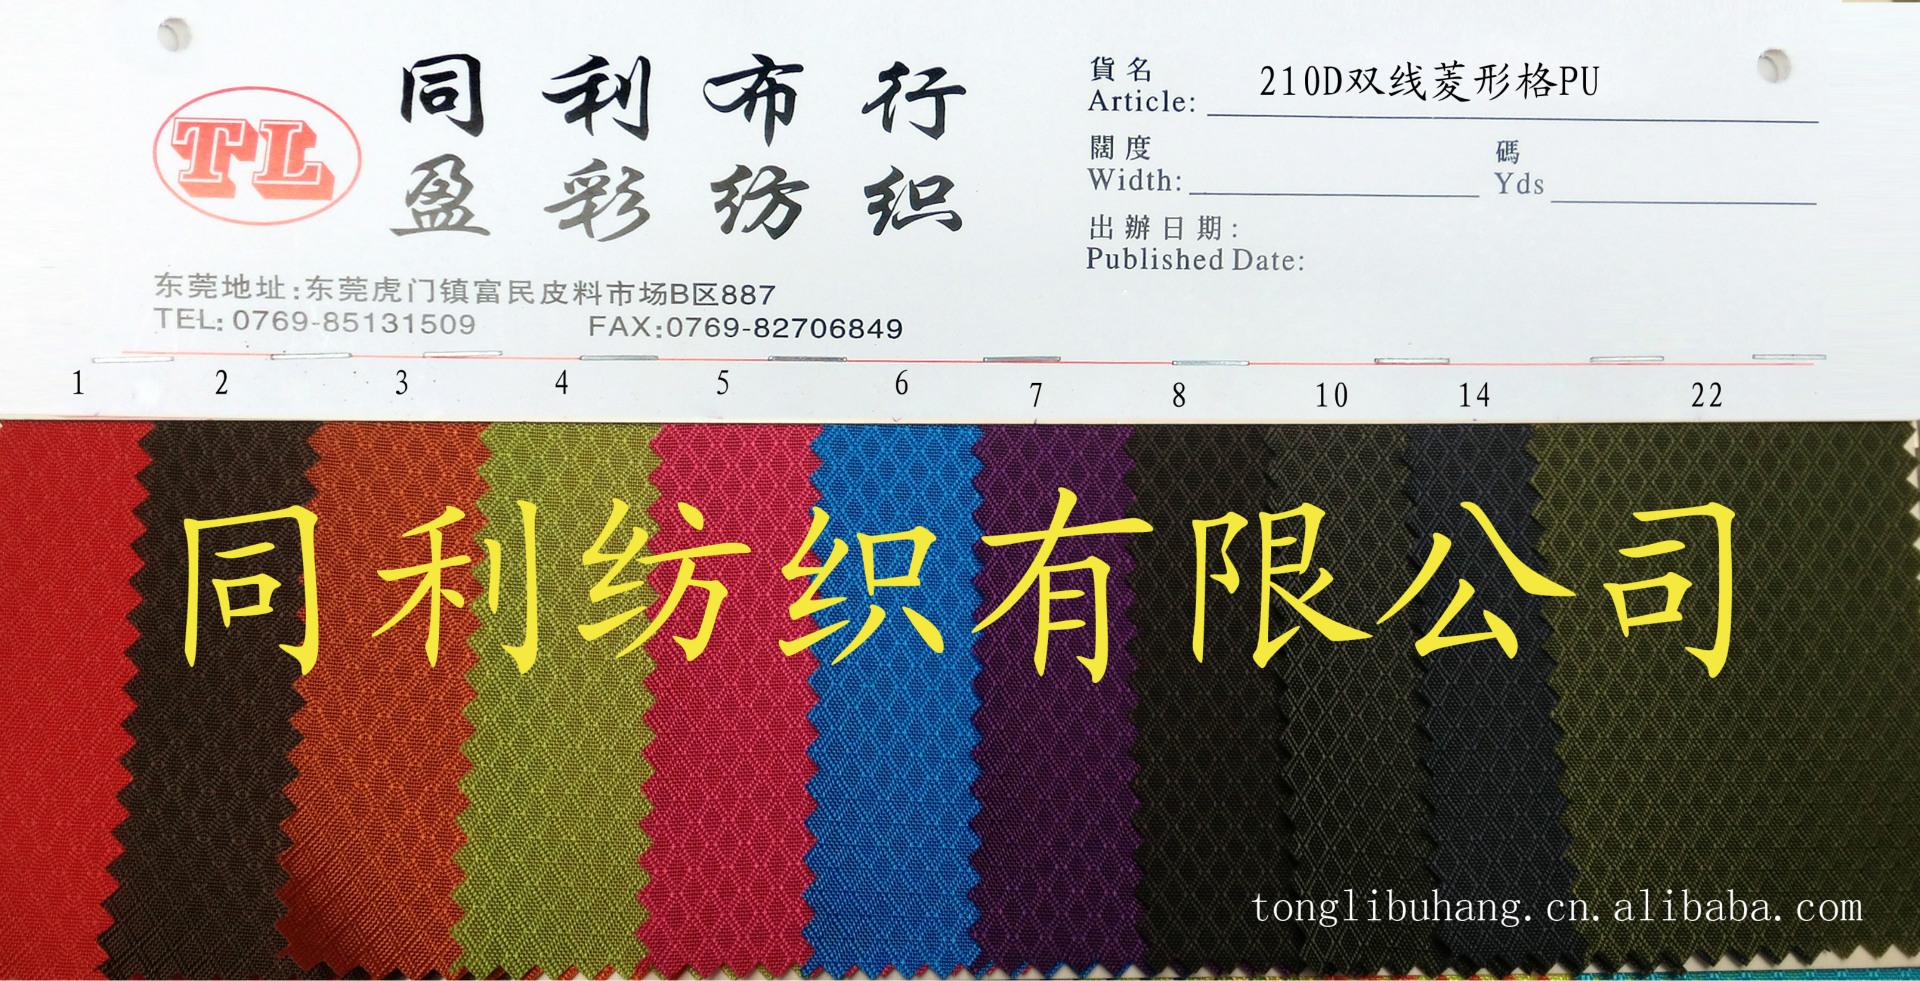 TL
同利布行
盈彩纺织
东莞地址:东莞虎门镇富民皮料市场B区887
TEL: 0769-85131509 FAX:0769-82706849
貨名
Article: 210D双线菱形格PU
闊度 碼
Width: Yds
出辦日期:
Published Date:
1 2 3 4 5 6 7 8 10 14 22
同利纺织有限公司
tonglibuhang.cn.alibaba.com